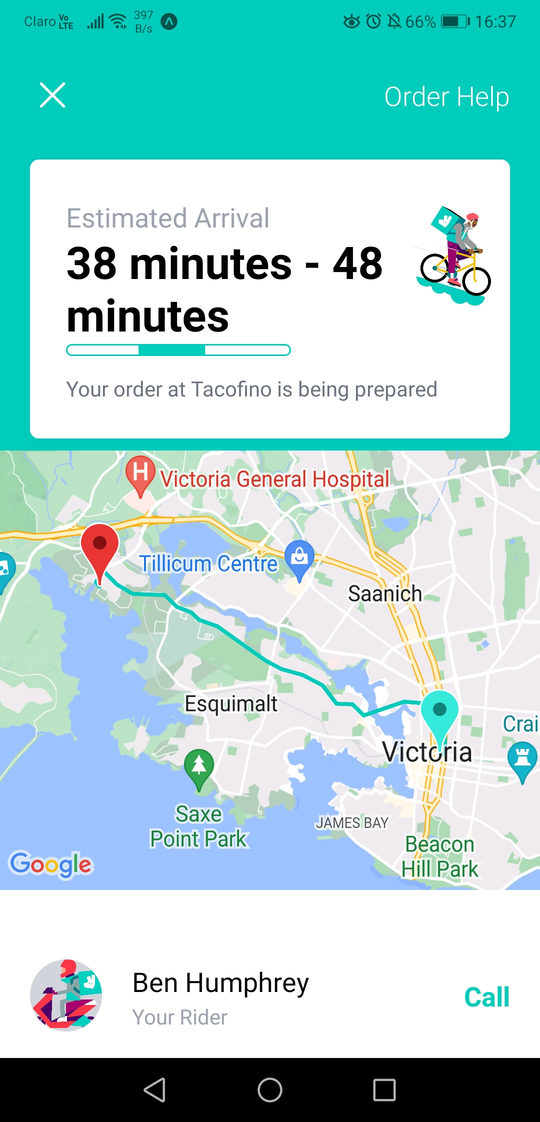 Claro Vo LTE 397 B/s 66% 16:37
Order Help
Estimated Arrival
38 minutes - 48
minutes
Your order at Tacofino is being prepared
H Victoria General Hospital
Tillicum Centre
Saanich
Esquimalt
Victoria
Crai
Saxe
Point Park
JAMES BAY
Beacon
Hill Park
Google
Ben Humphrey
Your Rider
Call